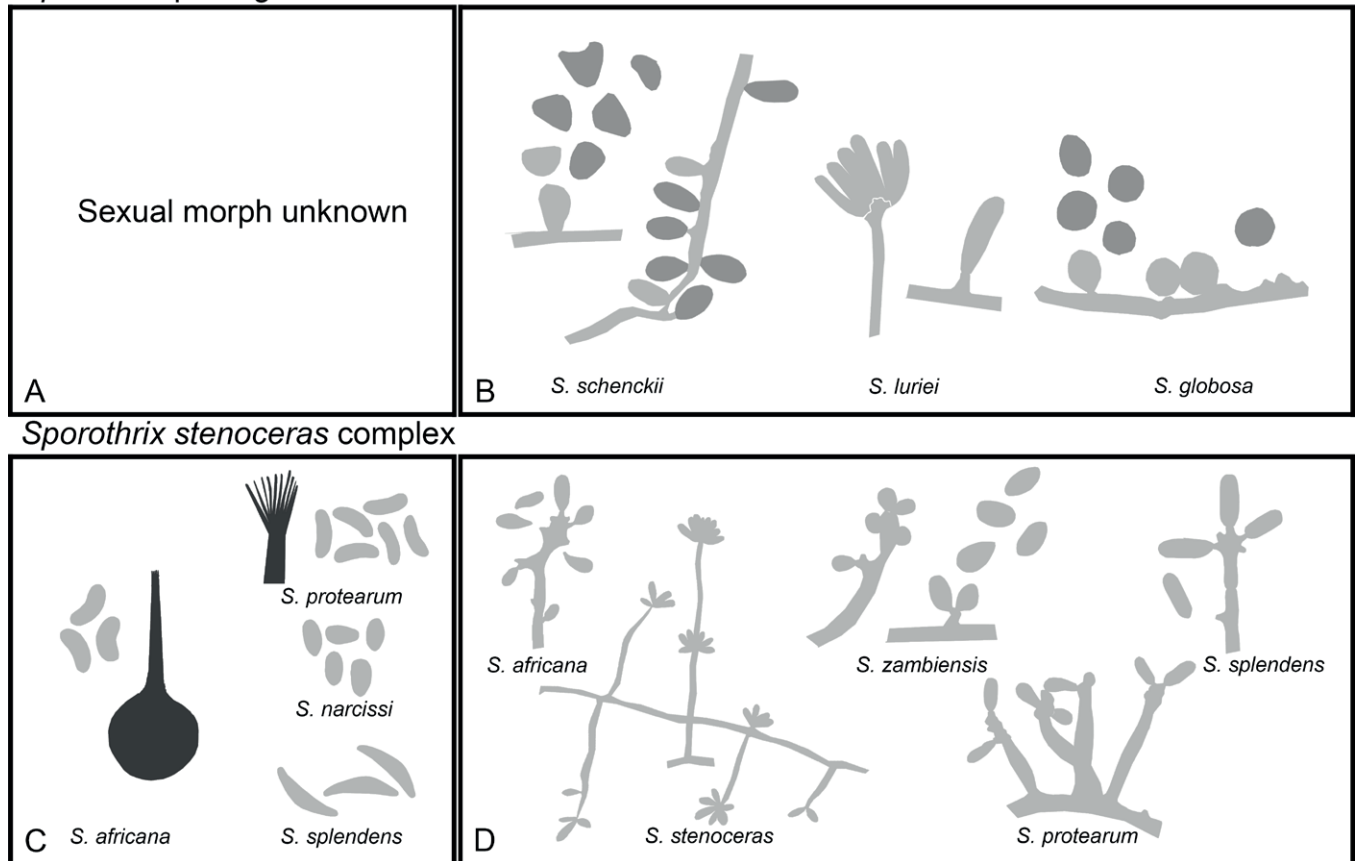 Sexual morph unknown
A
B
S. schenckii
S. luriei
S. globosa
Sporothrix stenoceras complex
S. protearum
S. narcissi
C
S. africana
S. splendens
S. africana
S. zambiensis
S. splendens
D
S. stenoceras
S. protearum